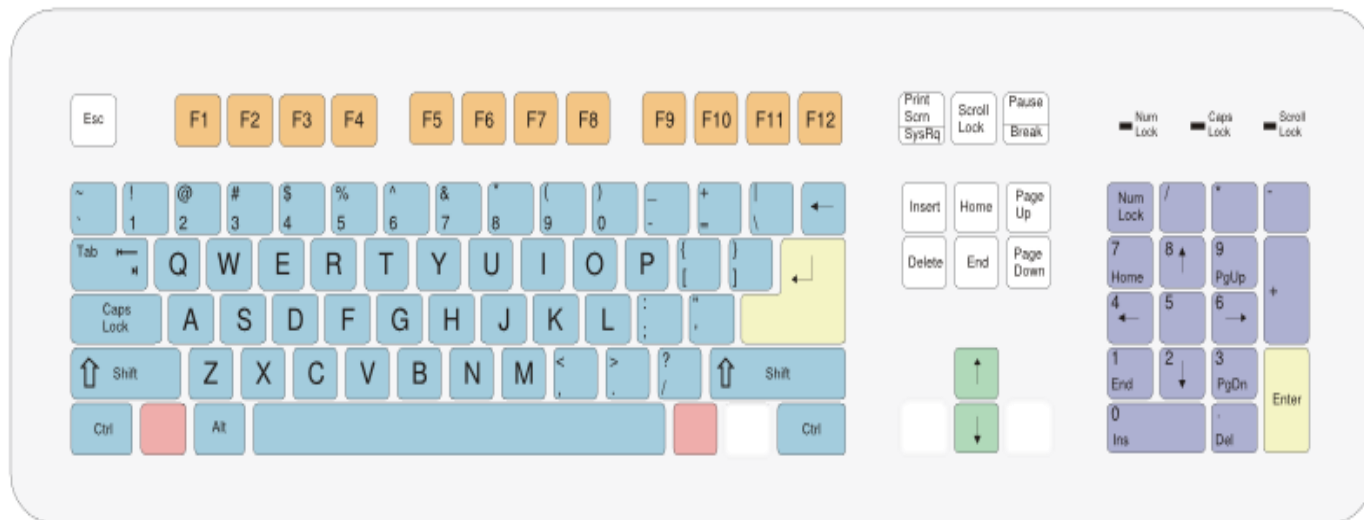 Esc F1 F2 F3 F4 F5 F6 F7 F8 F9 F10 F11 F12 Print Scrn SysRq Scroll Lock Pause Break Num Lock Caps Lock Scroll Lock
~ ` ! 1 @ 2 # 3 $ 4 % 5 ^ 6 & 7 * 8 ( 9 ) 0 _ - + = | \ ← Insert Home Page Up Num Lock / * -
Tab Q W E R T Y U I O P { [ } ] ↵ Delete End Page Down 7 Home 8 ↑ 9 PgUp +
Caps Lock A S D F G H J K L : ; " ' 4 ← 5 6 →
⇧ Shift Z X C V B N M < , > . ? / ⇧ Shift ↑ 1 End 2 ↓ 3 PgDn Enter
Ctrl Alt Ctrl ↓ 0 Ins . Del